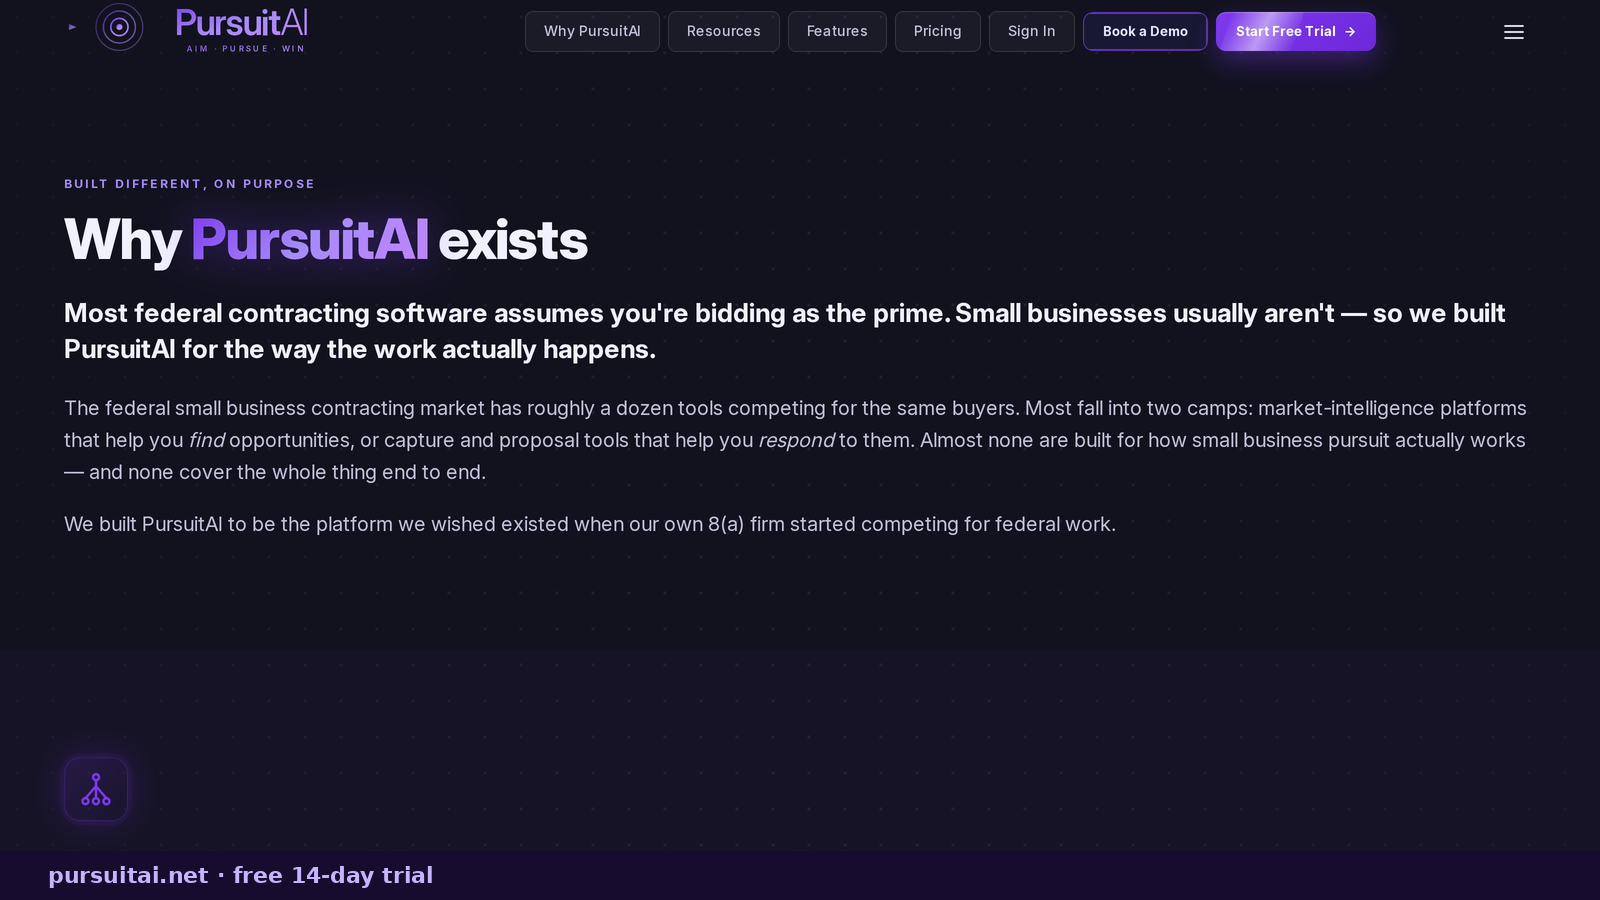 PursuitAI
AIM · PURSUE · WIN
Why PursuitAI
Resources
Features
Pricing
Sign In
Book a Demo
Start Free Trial →
BUILT DIFFERENT, ON PURPOSE
Why PursuitAI exists
Most federal contracting software assumes you're bidding as the prime. Small businesses usually aren't — so we built
PursuitAI for the way the work actually happens.
The federal small business contracting market has roughly a dozen tools competing for the same buyers. Most fall into two camps: market-intelligence platforms
that help you find opportunities, or capture and proposal tools that help you respond to them. Almost none are built for how small business pursuit actually works
— and none cover the whole thing end to end.
We built PursuitAI to be the platform we wished existed when our own 8(a) firm started competing for federal work.
pursuitai.net · free 14-day trial